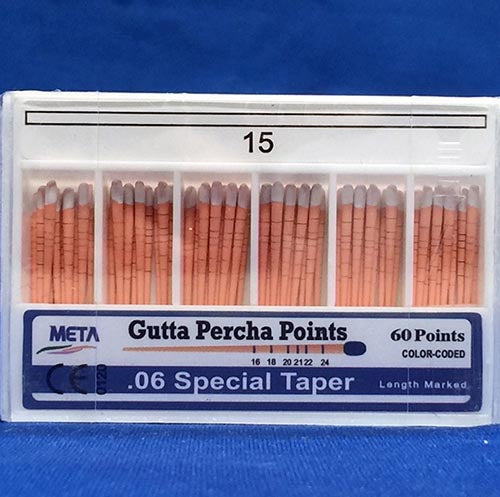 15
META
Gutta Percha Points
60 Points
COLOR-CODED
16 18 20 21 22 24
CE 0120
.06 Special Taper
Length Marked